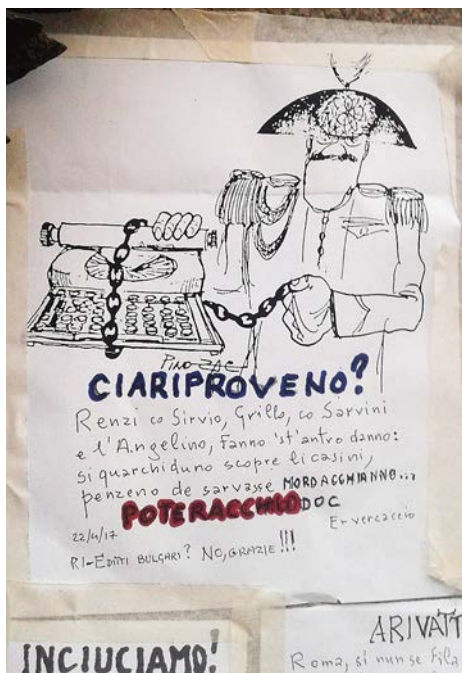 PINO ZAC
CIARIPROVENO?
Renzi co Sirvio, Grillo, co Sarvini
e l'Angelino, fanno 'st'antro danno:
si quarchiduno scopre li casini,
penzeno de sarvasse MORDACCHIANNO...
POTERACCHIO DOC
Er vercaccio
22/4/17
RI-EDITTI BULGARI? NO, GRAZIE!!!
INCIUCIAMO!
ARIVATT
Roma, si nun se fila